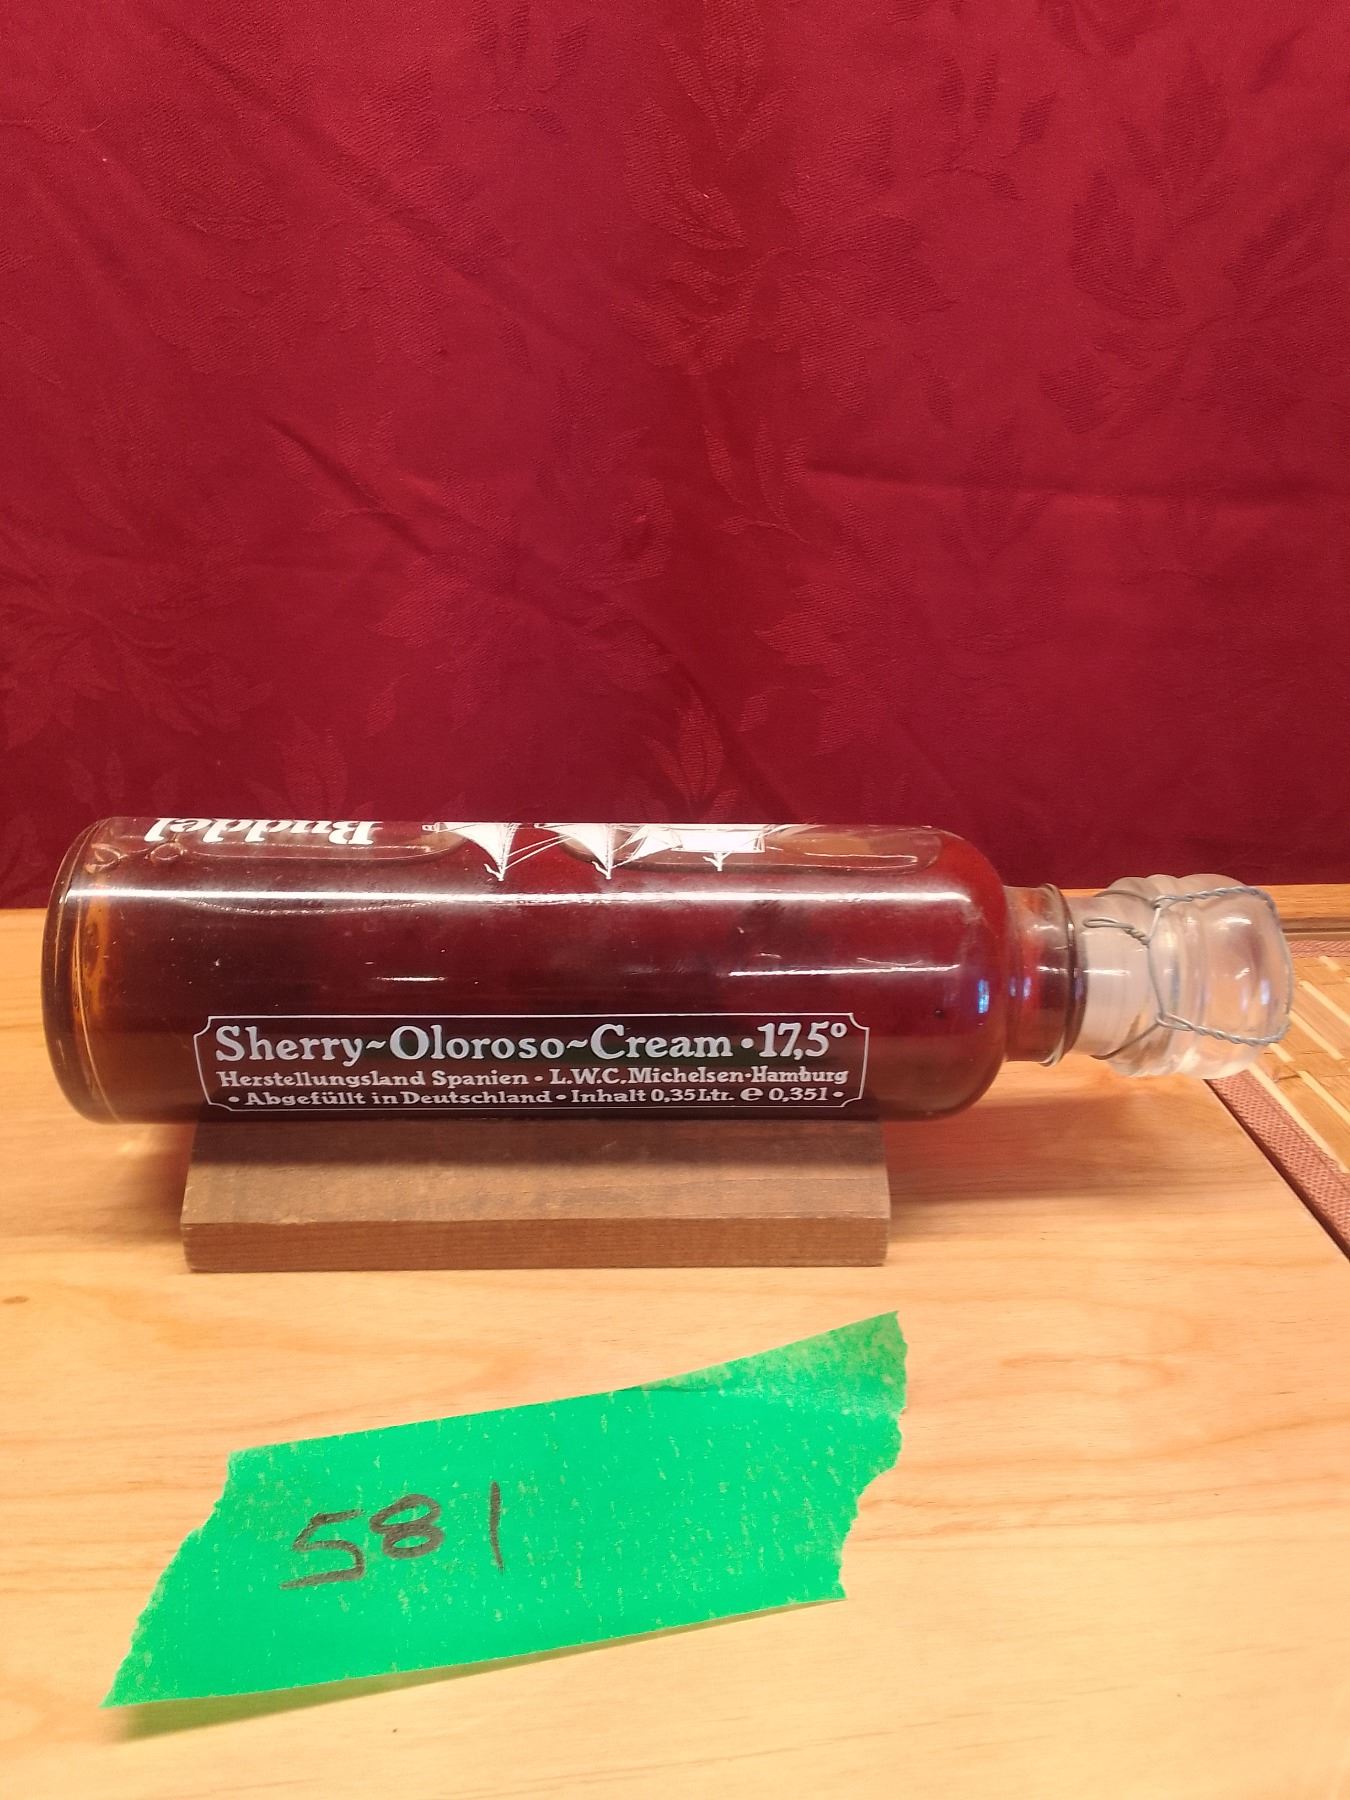 Buddel
Sherry~Oloroso~Cream • 17,5°
Herstellungsland Spanien • L.W.C. Michelsen • Hamburg
• Abgefüllt in Deutschland • Inhalt 0,35 Ltr. ℮ 0,35 l •
581